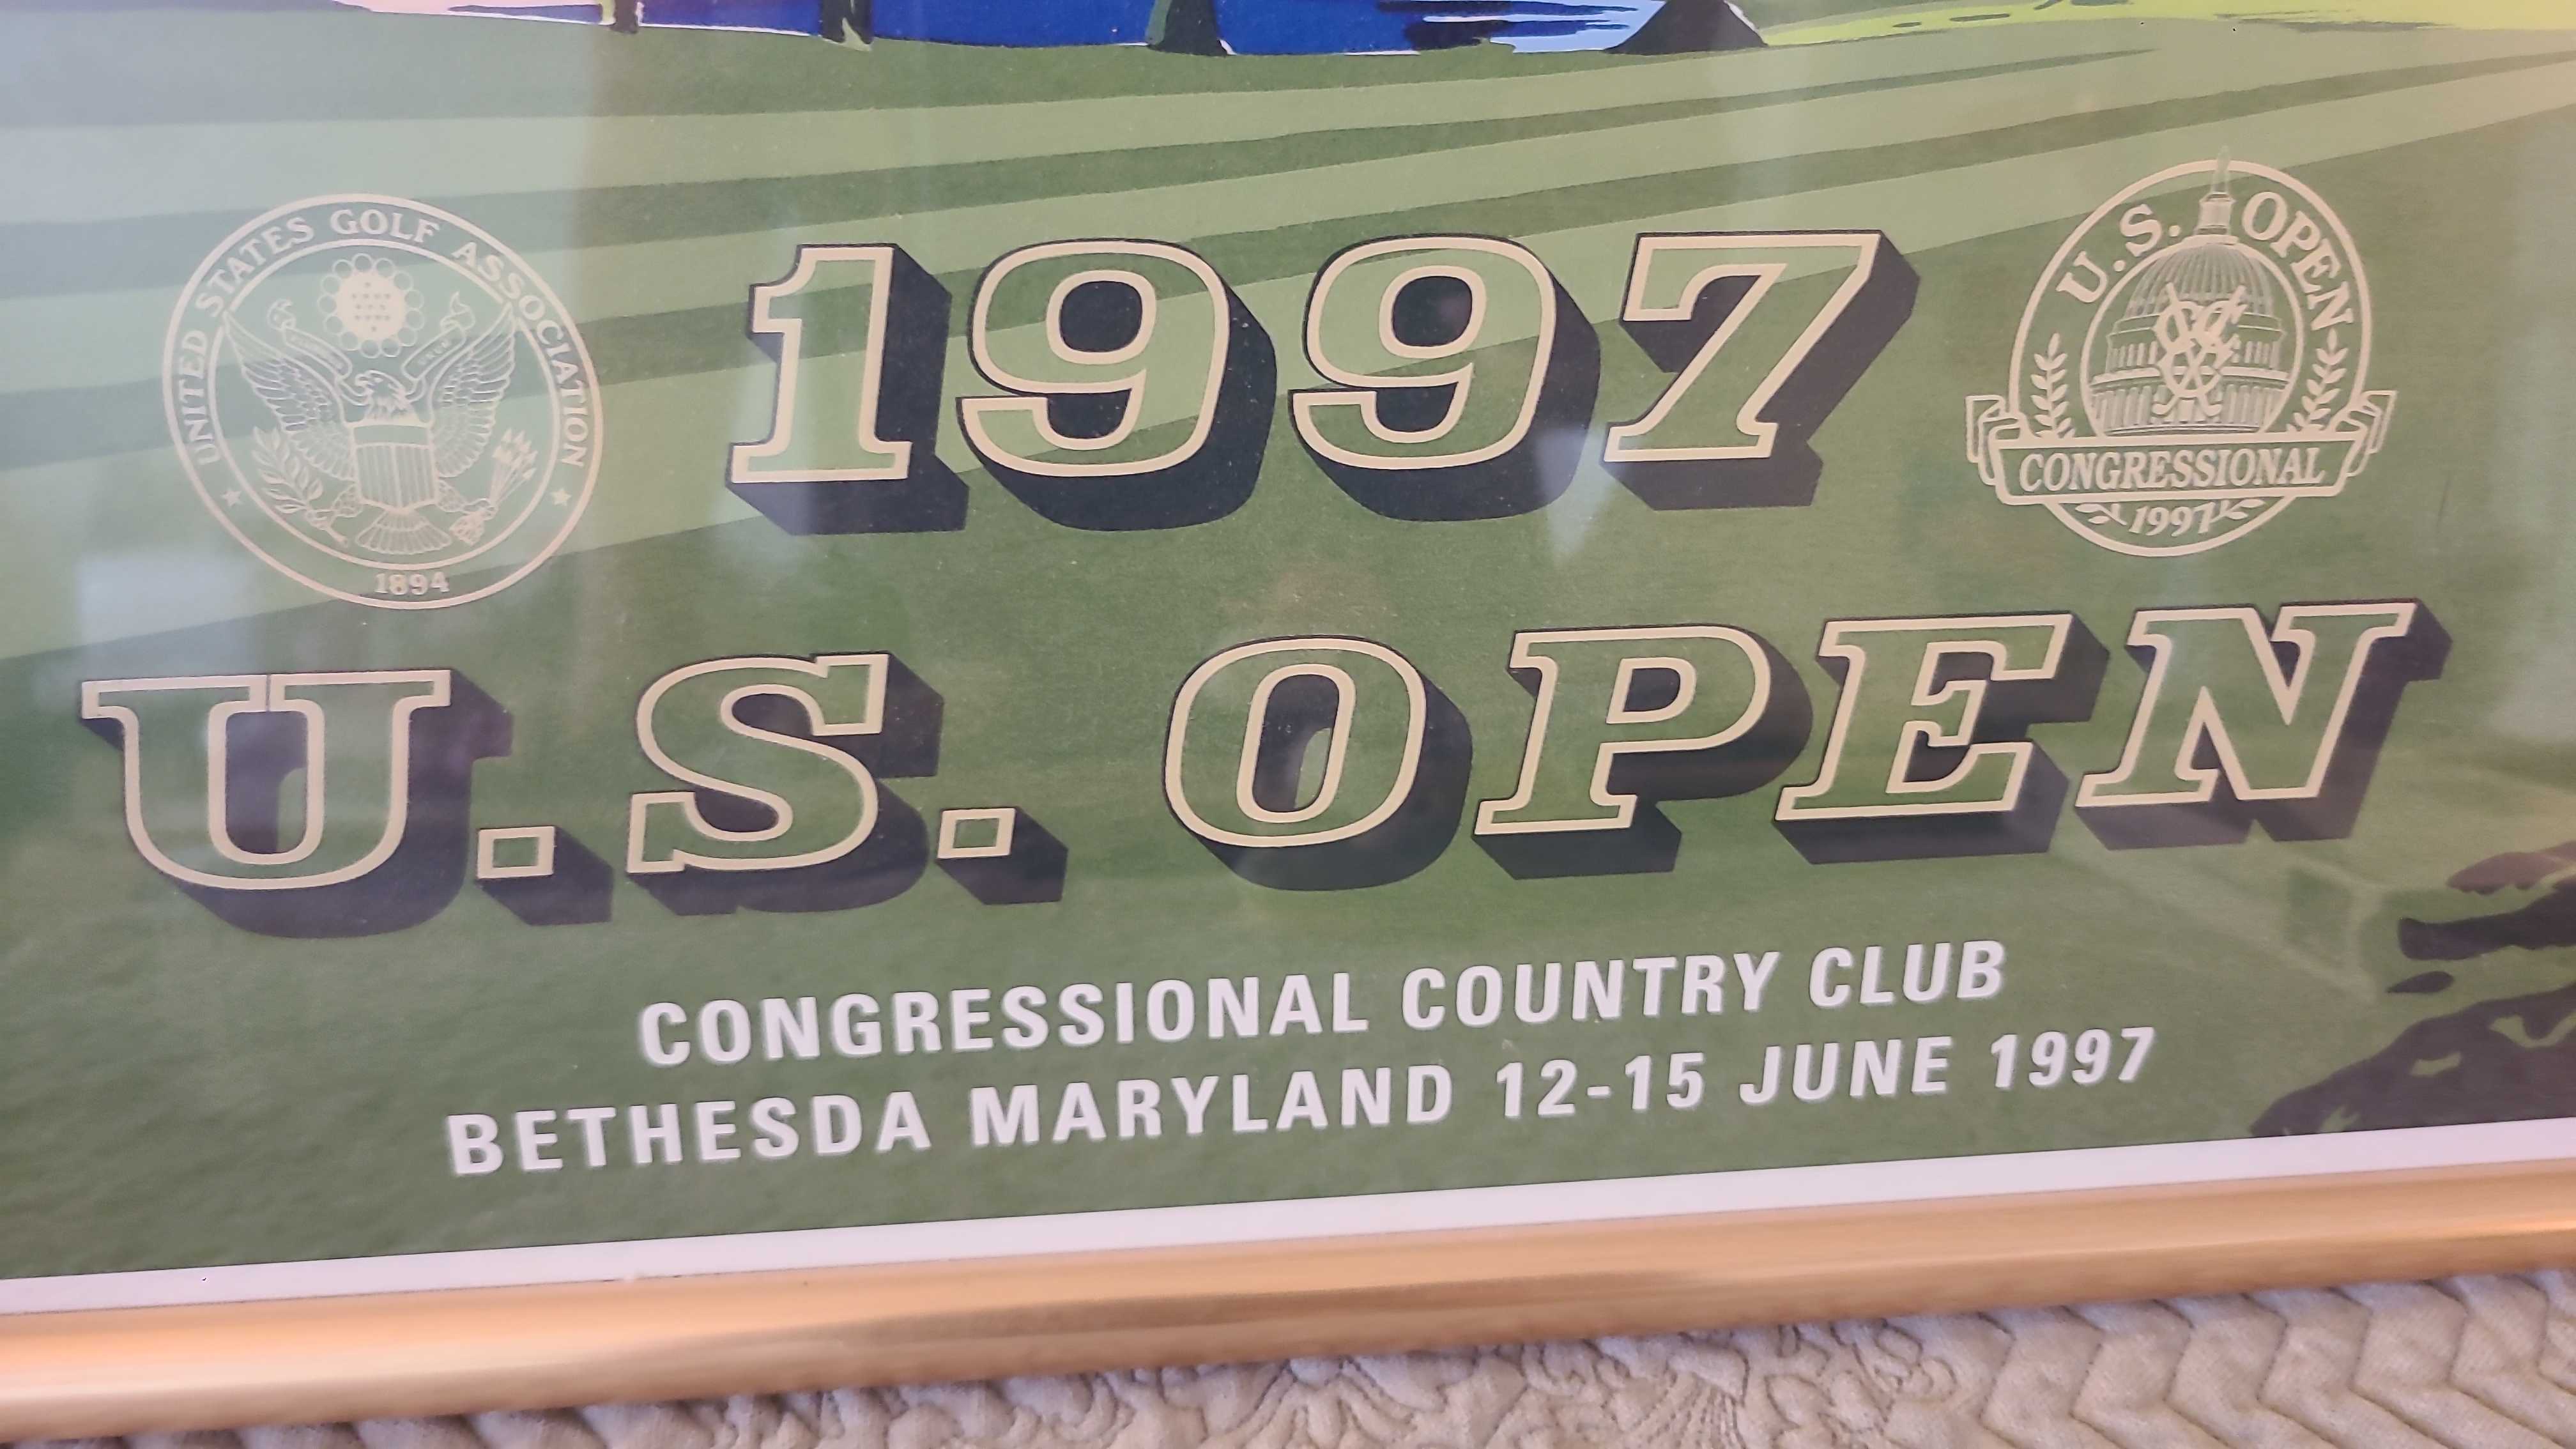 UNITED STATES GOLF ASSOCIATION
1894
1997
U.S. OPEN
CONGRESSIONAL
1997
U.S. OPEN
CONGRESSIONAL COUNTRY CLUB
BETHESDA MARYLAND 12-15 JUNE 1997